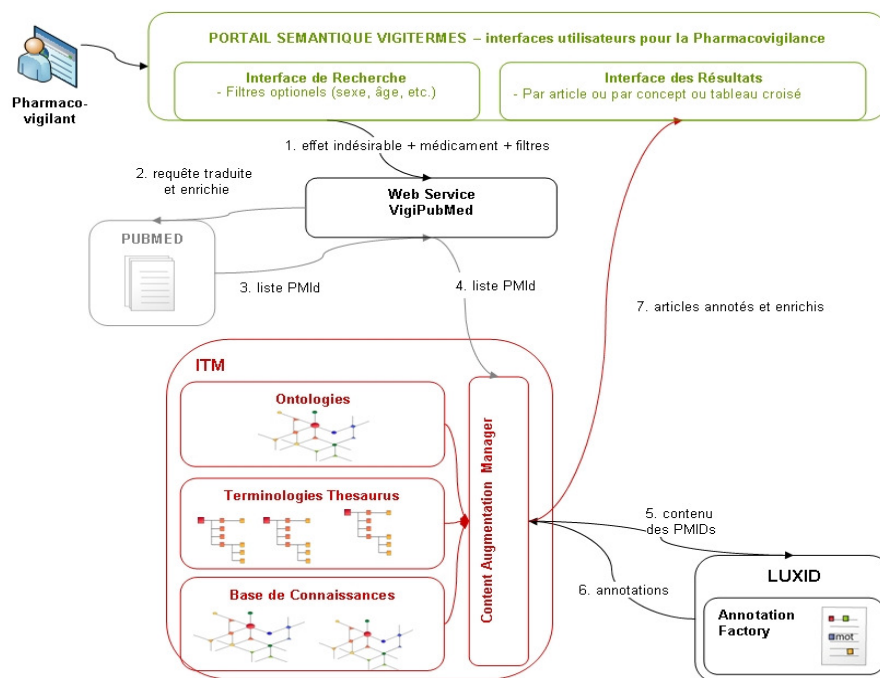 PORTAIL SEMANTIQUE VIGITERMES – interfaces utilisateurs pour la Pharmacovigilance
Interface de Recherche
- Filtres optionels (sexe, âge, etc.)
Interface des Résultats
- Par article ou par concept ou tableau croisé
Pharmaco-
vigilant
1. effet indésirable + médicament + filtres
2. requête traduite
et enrichie
Web Service
VigiPubMed
PUBMED
3. liste PMId
4. liste PMId
7. articles annotés et enrichis
ITM
Ontologies
Terminologies Thesaurus
Base de Connaissances
Content Augmentation Manager
5. contenu
des PMIDs
6. annotations
LUXID
Annotation
Factory
mot